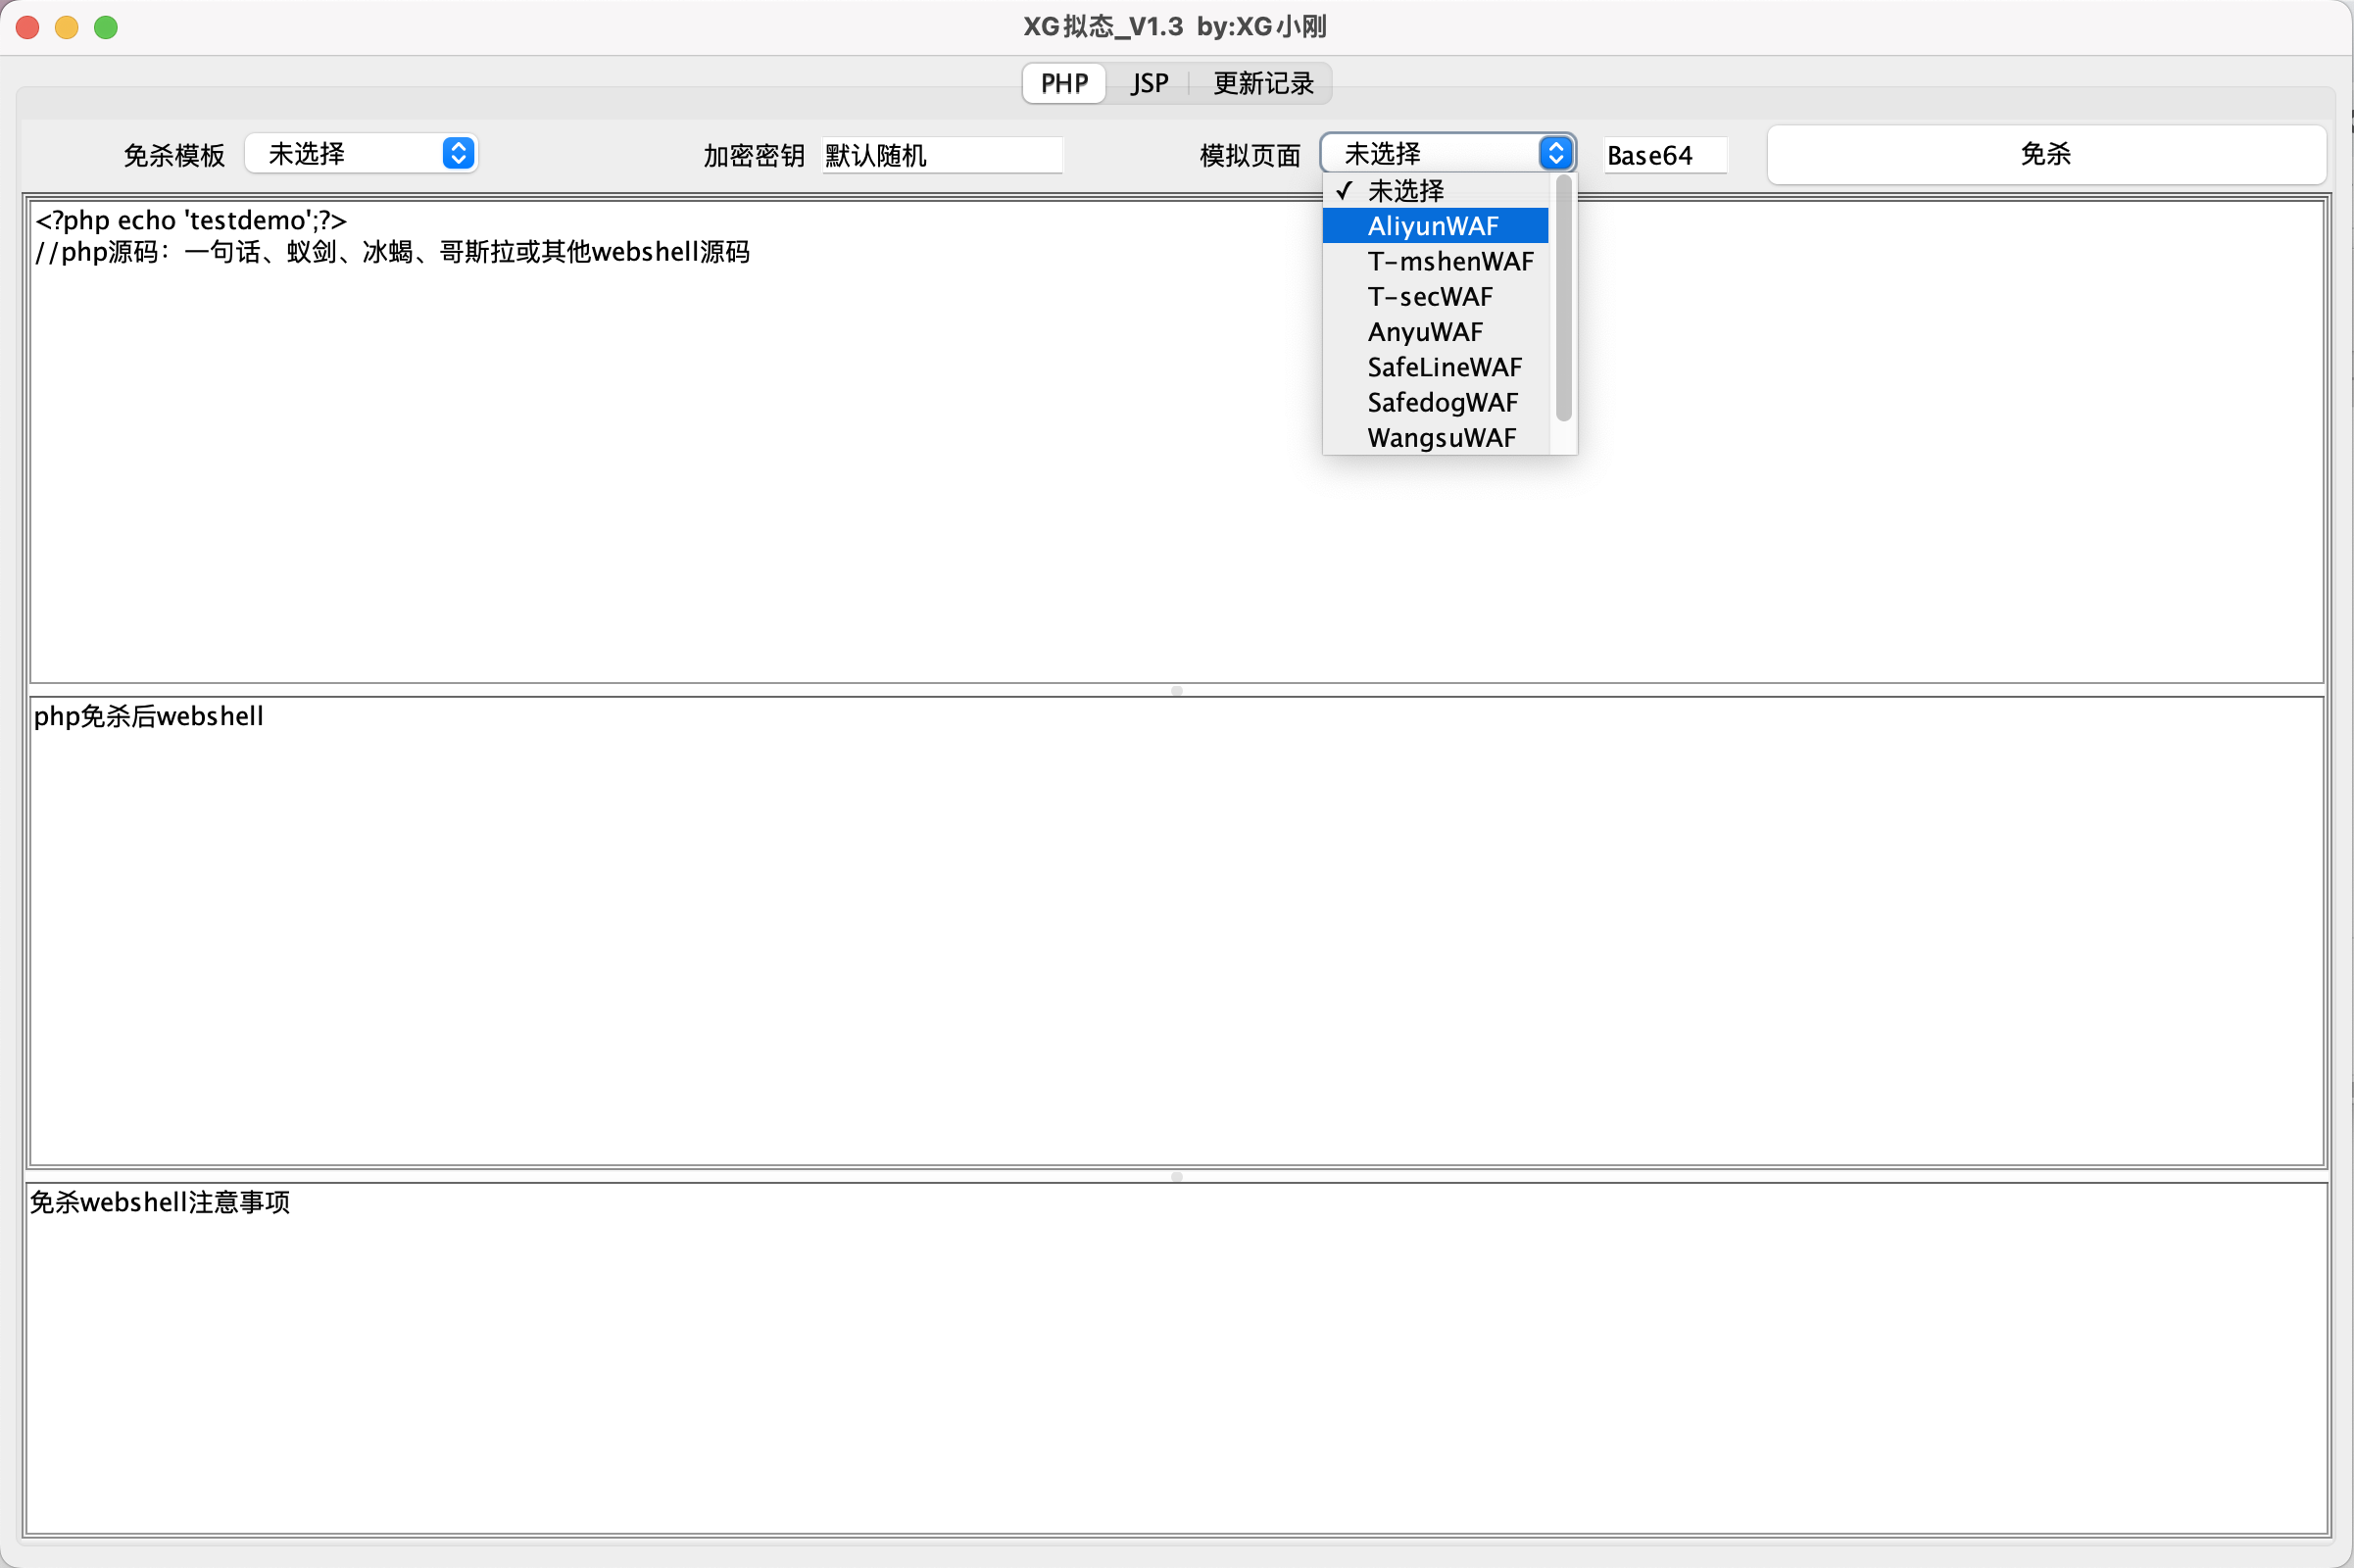 XG拟态_V1.3 by:XG小刚
PHP JSP 更新记录
免杀模板 未选择 加密密钥 默认随机 模拟页面 未选择 Base64 免杀
✓ 未选择
AliyunWAF
T-mshenWAF
T-secWAF
AnyuWAF
SafeLineWAF
SafedogWAF
WangsuWAF
<?php echo 'testdemo';?>
//php源码：一句话、蚁剑、冰蝎、哥斯拉或其他webshell源码
php免杀后webshell
免杀webshell注意事项